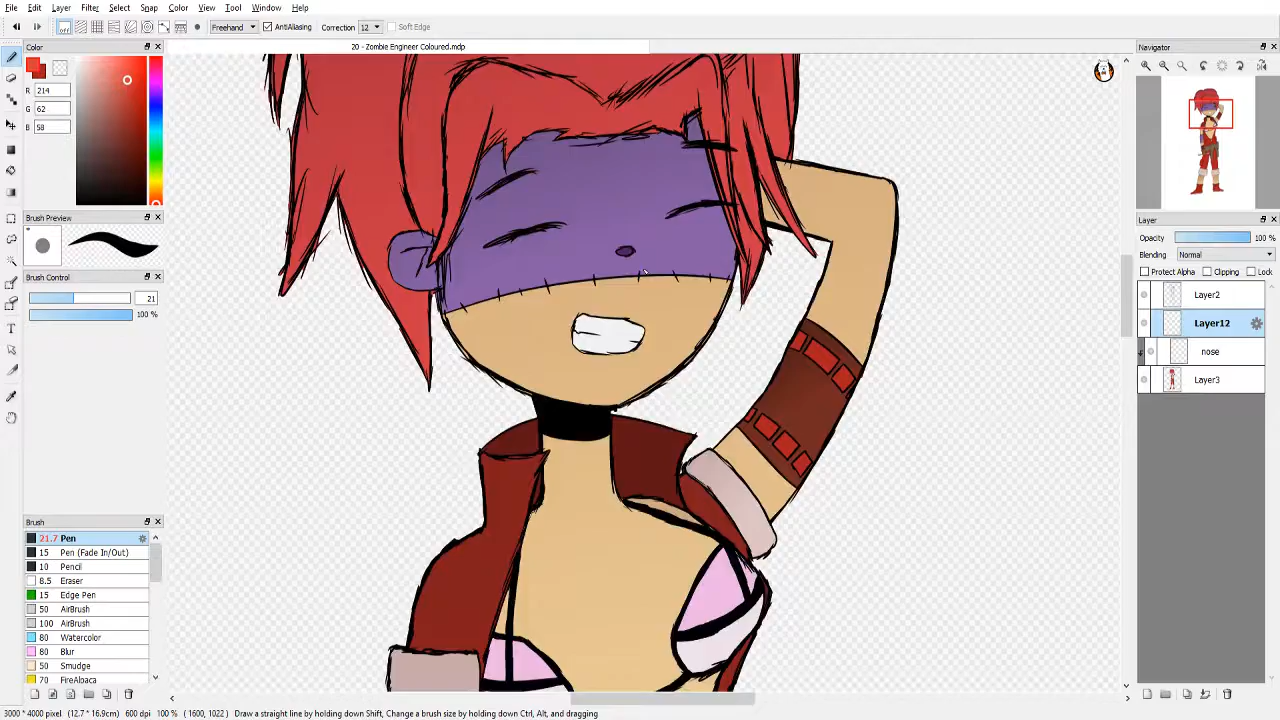 File Edit Layer Filter Select Snap Color View Tool Window Help
off Freehand AntiAliasing Correction 12 Soft Edge
Color
20 - Zombie Engineer Coloured.mdp
Navigator
R 214
G 62
B 58
Brush Preview
Layer
Opacity 100 %
Blending Normal
Protect Alpha Clipping Lock
Brush Control
21
100 %
Layer2
Layer12
nose
Layer3
Brush
21.7 Pen
15 Pen (Fade In/Out)
10 Pencil
8.5 Eraser
15 Edge Pen
50 AirBrush
100 AirBrush
80 Watercolor
80 Blur
50 Smudge
70 FireAlpaca
3000 * 4000 pixel (12.7 * 16.9cm) 600 dpi 100 % ( 1600, 1022 ) Draw a straight line by holding down Shift, Change a brush size by holding down Ctrl, Alt, and dragging